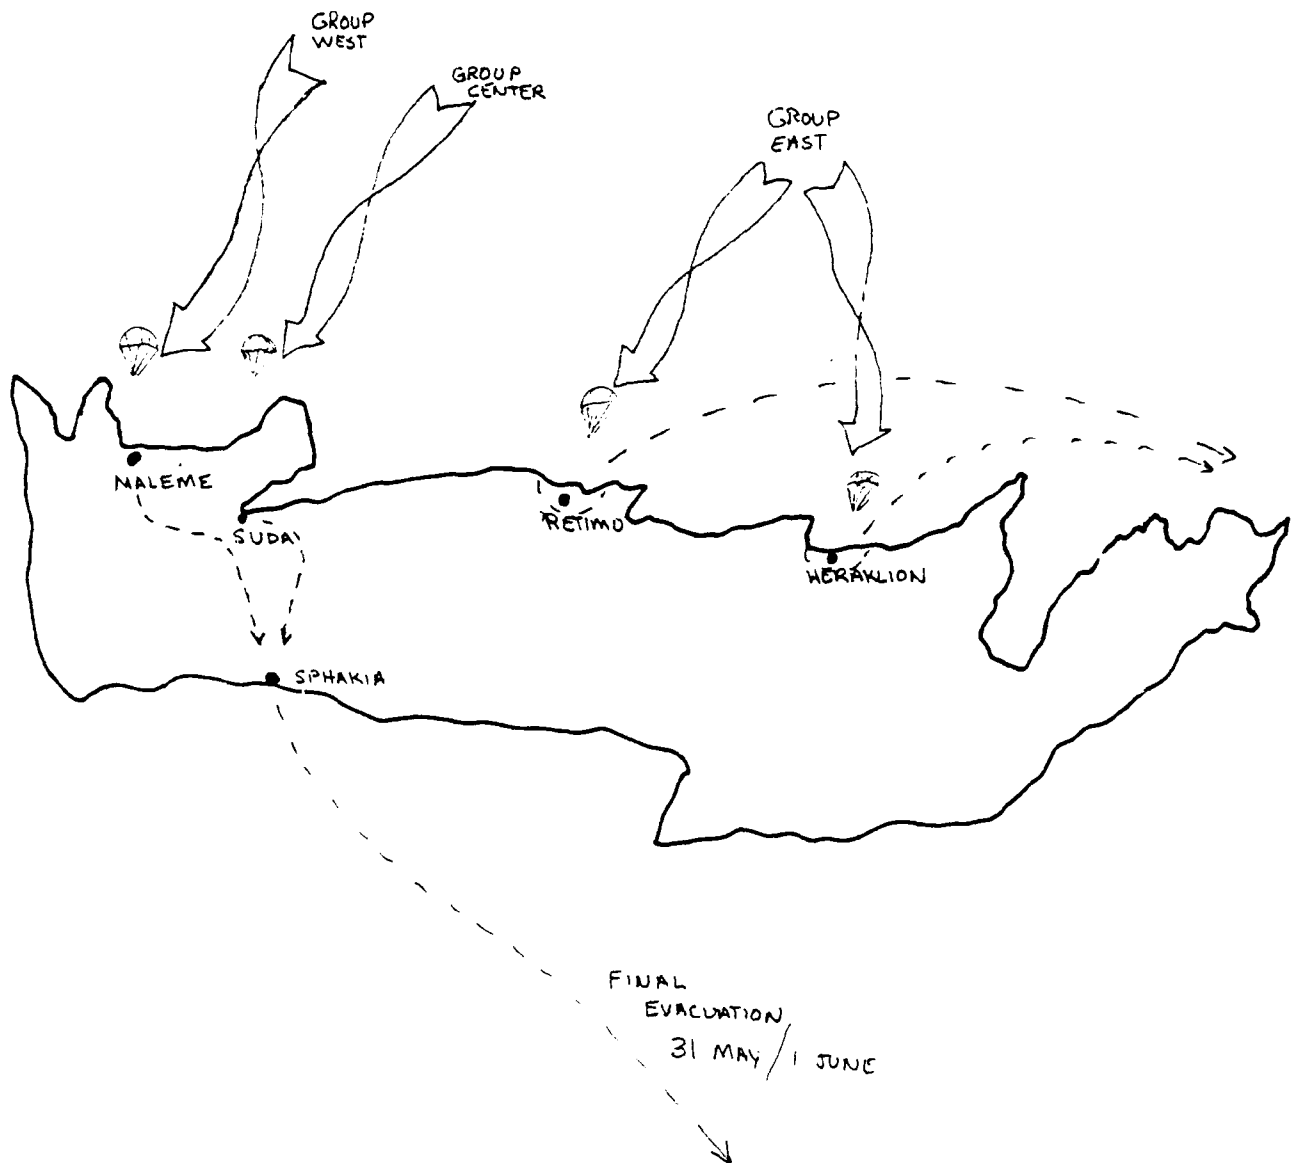 GROUP
WEST
GROUP
CENTER
GROUP
EAST
MALEME
SUDA
RETIMO
HERAKLION
SPHAKIA
FINAL
EVACUATION
31 MAY / 1 JUNE